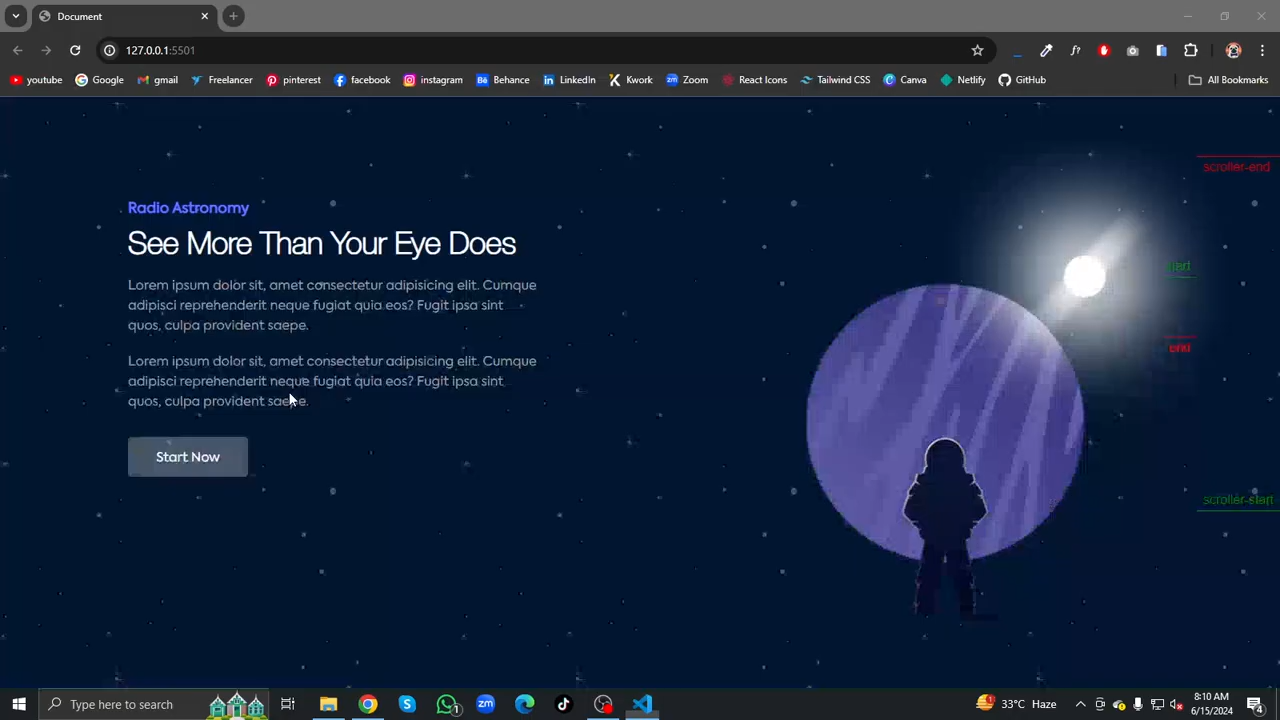 Document
127.0.0.1:5501
f?
youtube
Google
gmail
Freelancer
pinterest
facebook
instagram
Bē
Behance
LinkedIn
Kwork
zm
Zoom
React Icons
Tailwind CSS
Canva
Netlify
GitHub
All Bookmarks
scroller-end
Radio Astronomy
See More Than Your Eye Does
start
Lorem ipsum dolor sit, amet consectetur adipisicing elit. Cumque
adipisci reprehenderit neque fugiat quia eos? Fugit ipsa sint
quos, culpa provident saepe.
end
Lorem ipsum dolor sit, amet consectetur adipisicing elit. Cumque
adipisci reprehenderit neque fugiat quia eos? Fugit ipsa sint
quos, culpa provident saepe.
Start Now
scroller-start
Type here to search
zm
33°C Haze
8:10 AM
6/15/2024